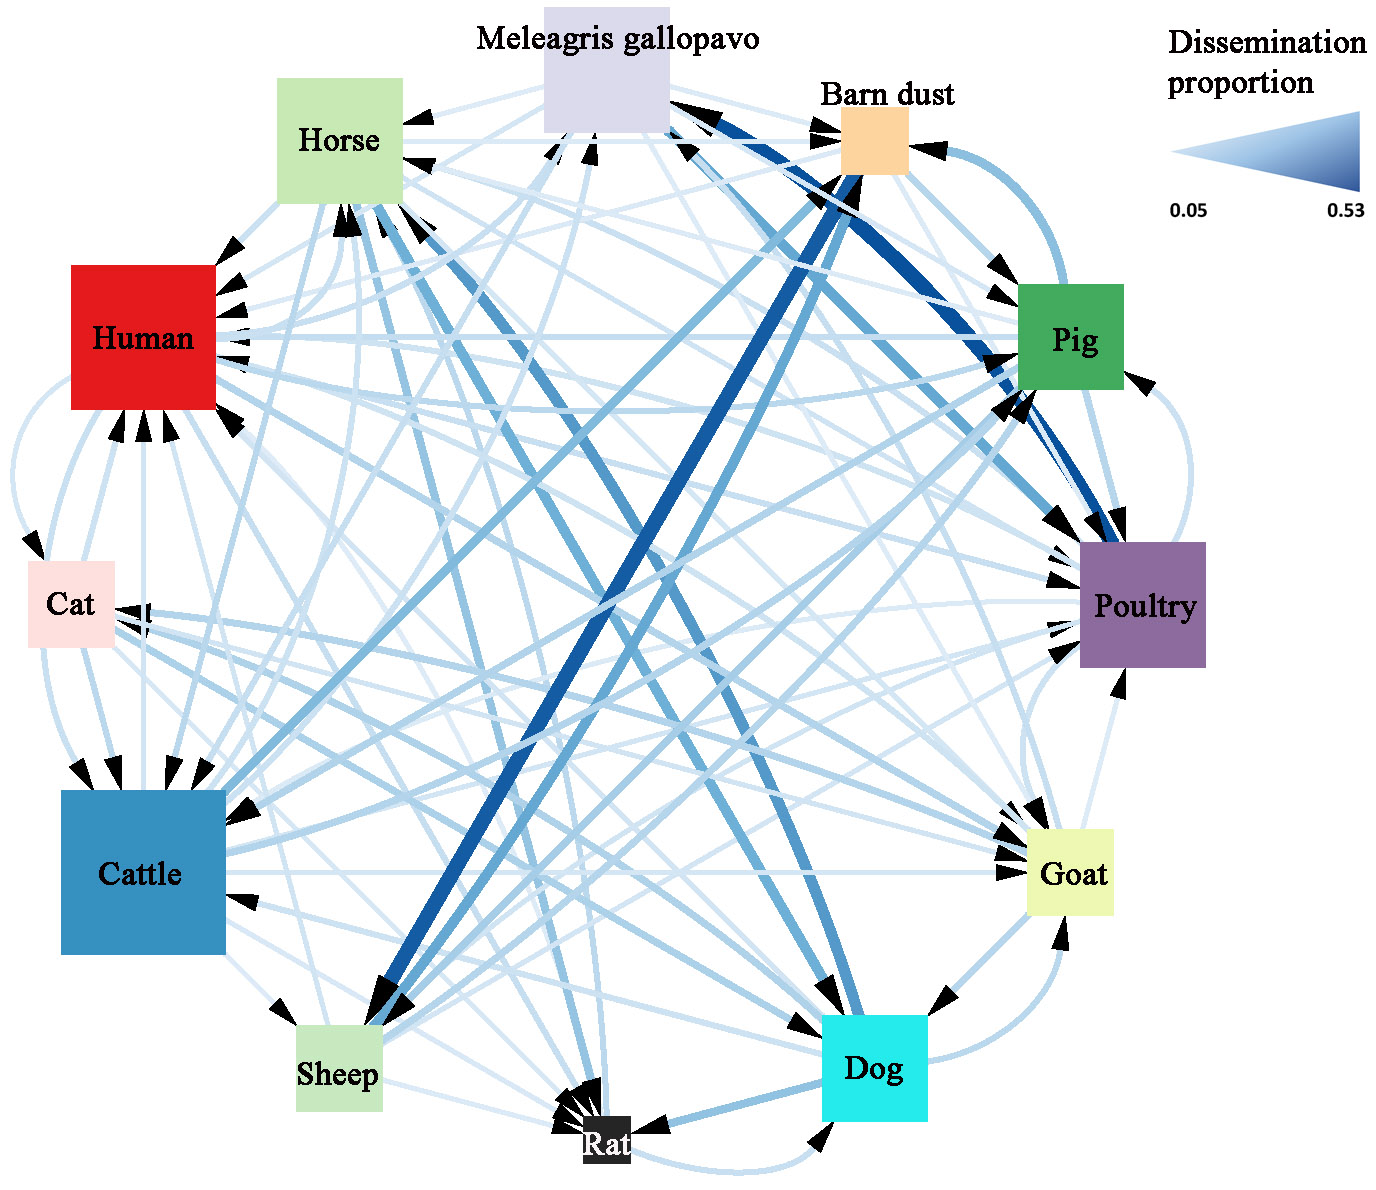 Meleagris gallopavo
Dissemination
proportion
Barn dust
Horse
0.05
0.53
Human
Pig
Cat
Poultry
Cattle
Goat
Sheep
Dog
Rat